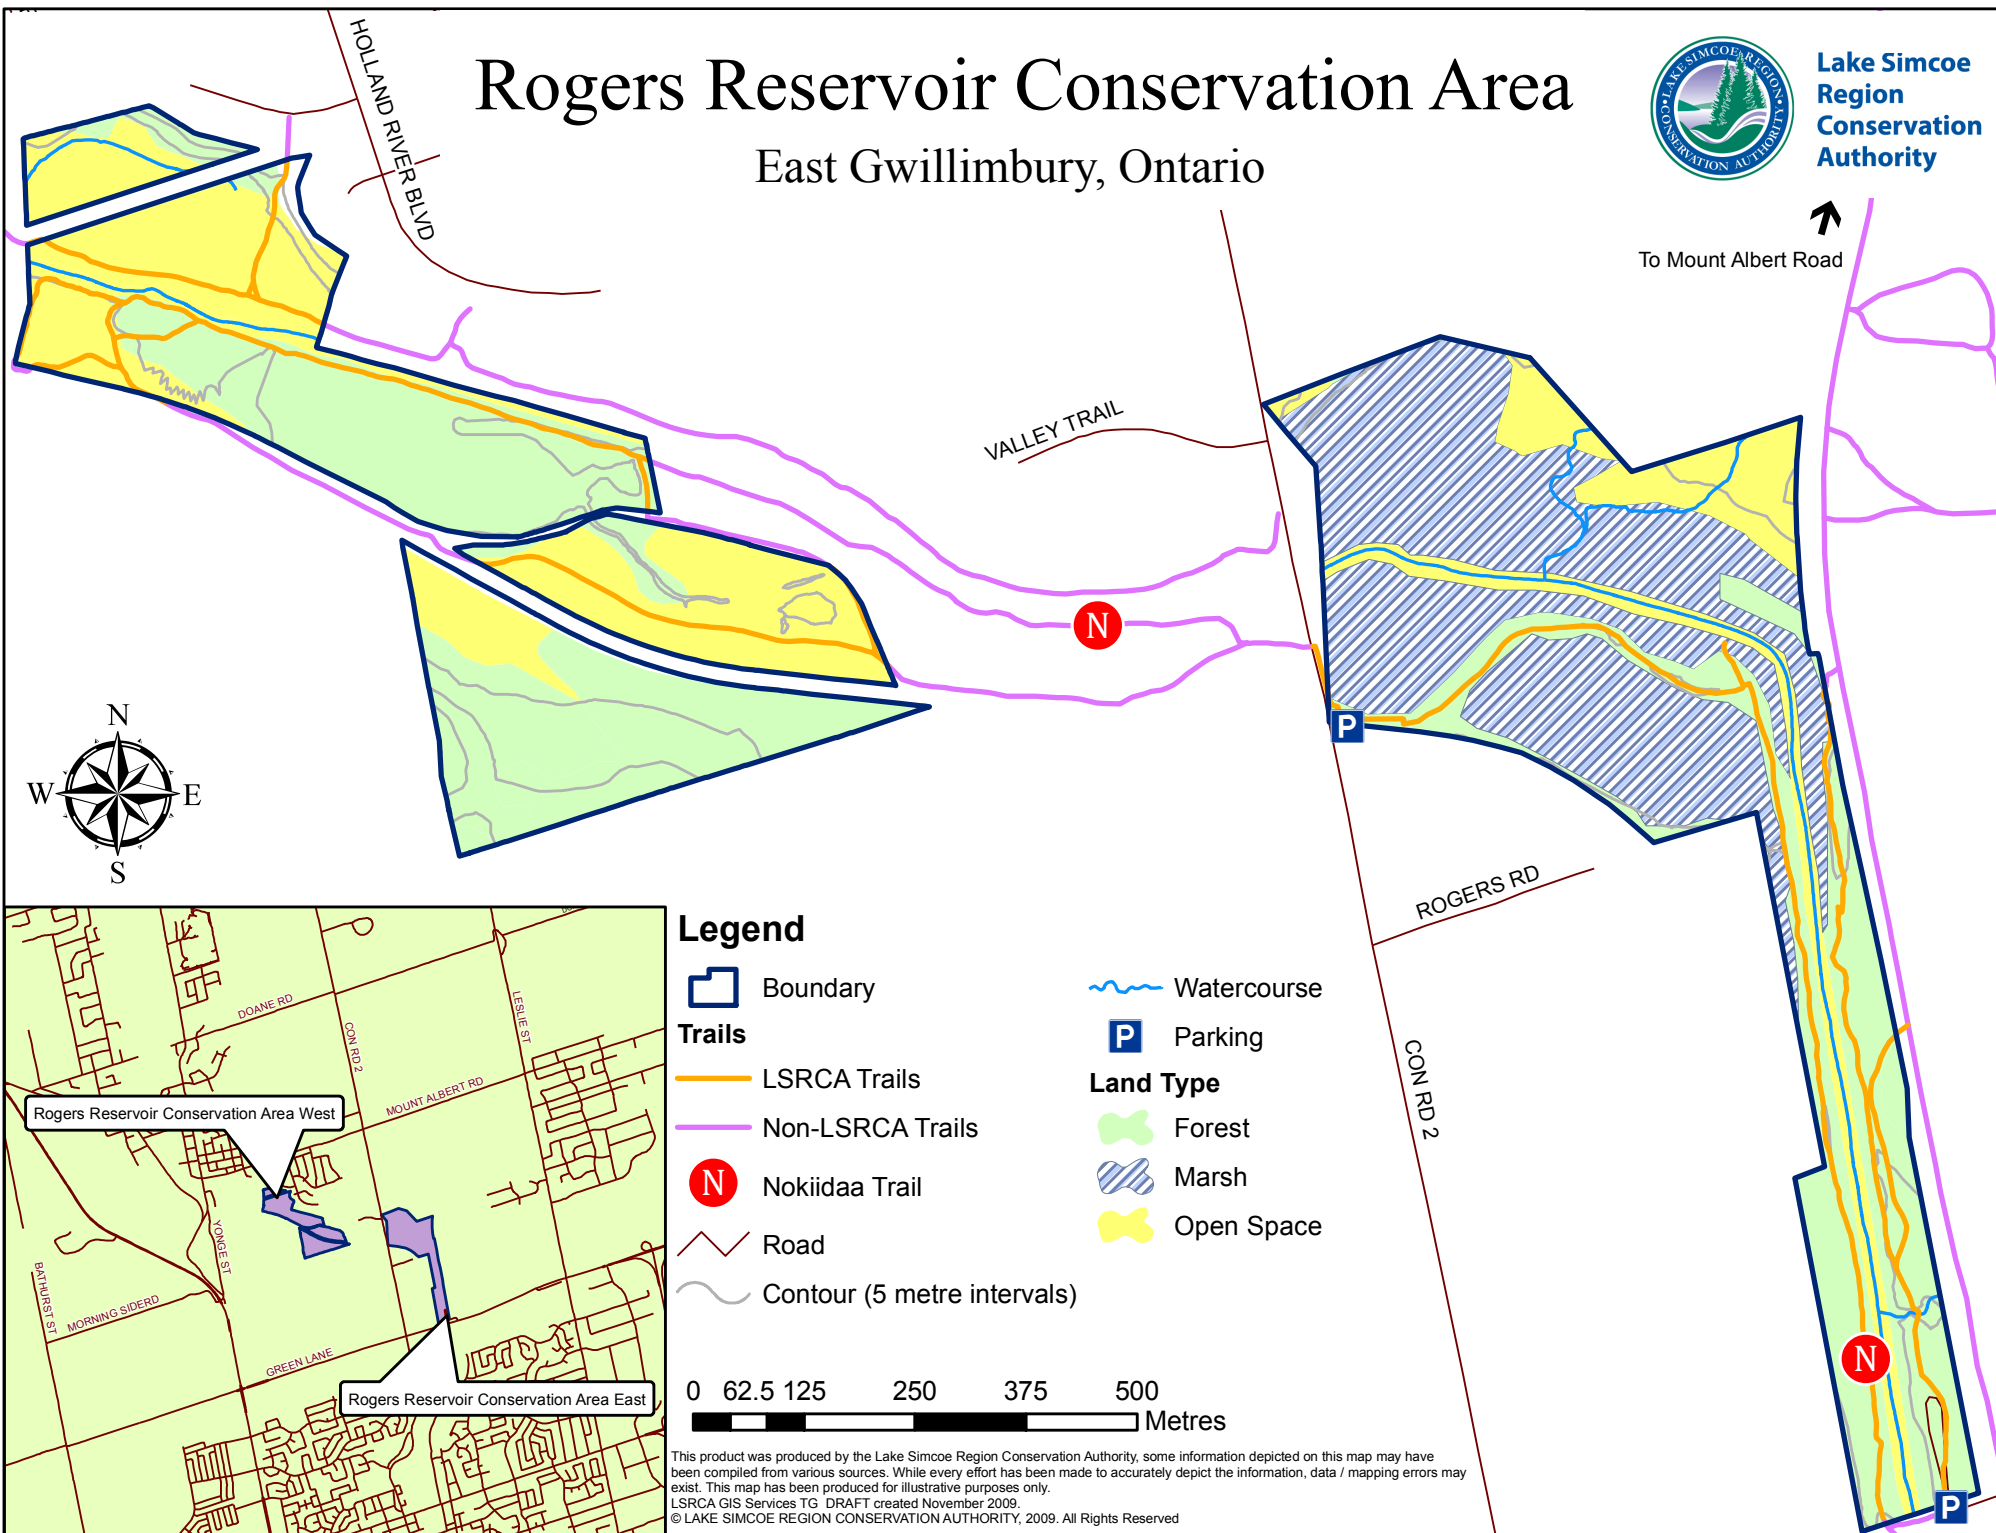 Rogers Reservoir Conservation Area
East Gwillimbury, Ontario
LAKE SIMCOE REGION
CONSERVATION AUTHORITY
Lake Simcoe
Region
Conservation
Authority
To Mount Albert Road
HOLLAND RIVER BLVD
VALLEY TRAIL
N
P
ROGERS RD
CON RD 2
N
P
N
W E
S
DOANE RD
CON RD 2
LESLIE ST
MOUNT ALBERT RD
Rogers Reservoir Conservation Area West
YONGE ST
BATHURST ST
MORNING SIDERD
GREEN LANE
Rogers Reservoir Conservation Area East
Legend
Boundary
Trails
LSRCA Trails
Non-LSRCA Trails
N Nokiidaa Trail
Road
Contour (5 metre intervals)
Watercourse
P Parking
Land Type
Forest
Marsh
Open Space
0 62.5 125 250 375 500
Metres
This product was produced by the Lake Simcoe Region Conservation Authority, some information depicted on this map may have
been compiled from various sources. While every effort has been made to accurately depict the information, data / mapping errors may
exist. This map has been produced for illustrative purposes only.
LSRCA GIS Services TG DRAFT created November 2009.
© LAKE SIMCOE REGION CONSERVATION AUTHORITY, 2009. All Rights Reserved